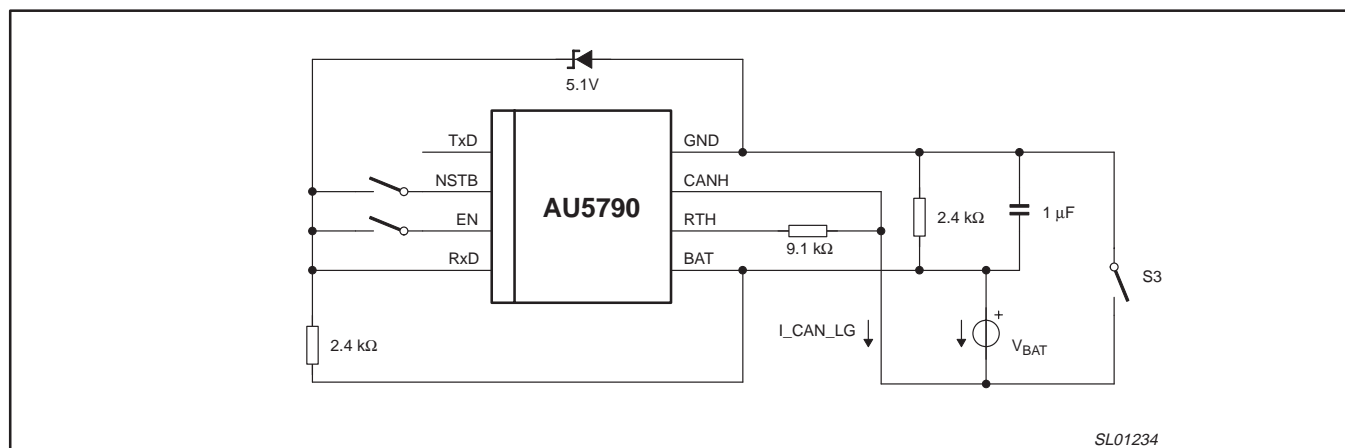 5.1V
TxD
GND
NSTB
CANH
AU5790
2.4 kΩ
1 μF
EN
RTH
9.1 kΩ
RxD
BAT
S3
2.4 kΩ
I_CAN_LG
+
VBAT
SL01234